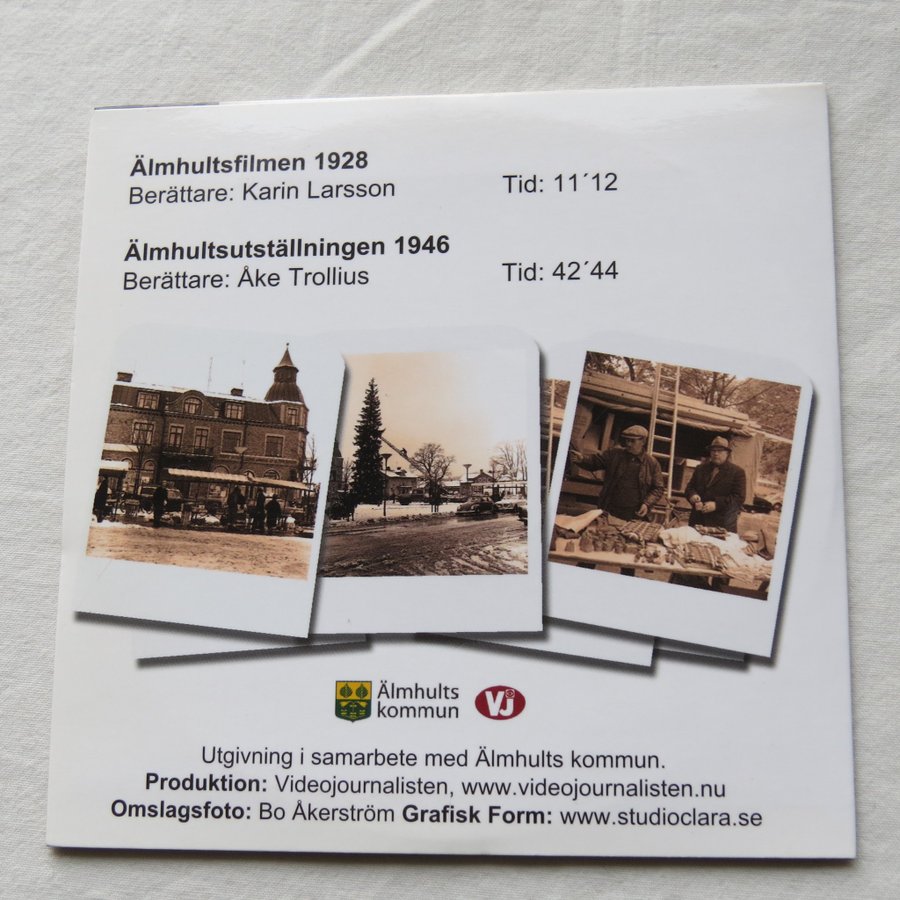 Älmhultsfilmen 1928
Berättare: Karin Larsson Tid: 11´12
Älmhultsutställningen 1946
Berättare: Åke Trollius Tid: 42´44
Älmhults
kommun
VJ
Utgivning i samarbete med Älmhults kommun.
Produktion: Videojournalisten, www.videojournalisten.nu
Omslagsfoto: Bo Åkerström Grafisk Form: www.studioclara.se